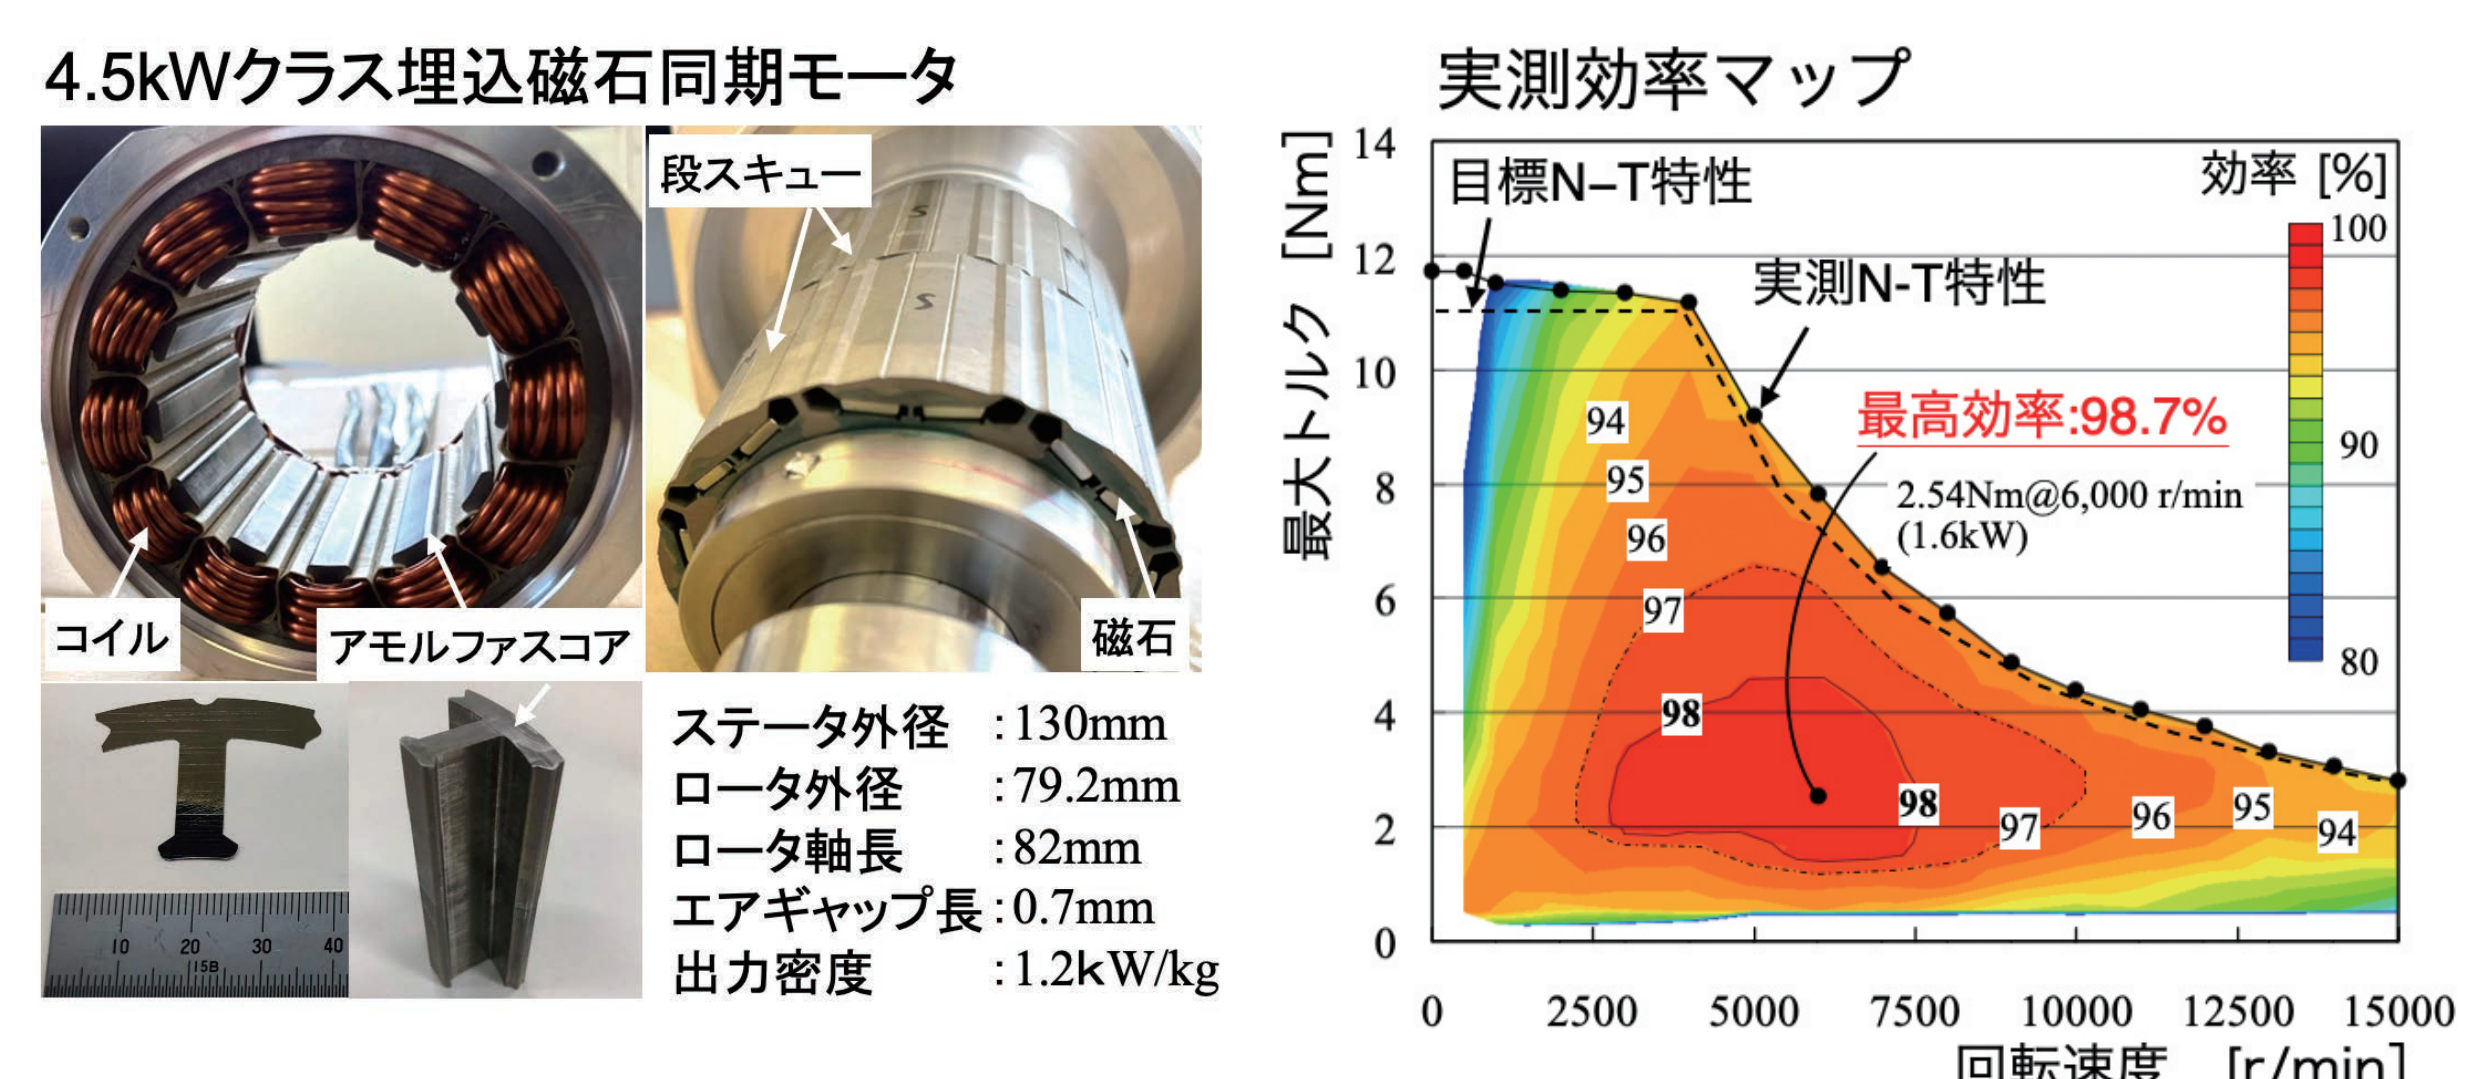 4.5kWクラス埋込磁石同期モータ
段スキュー
S
S
コイル
アモルファスコア
磁石
10 20 30 40
15B
ステータ外径 :130mm
ロータ外径 :79.2mm
ロータ軸長 :82mm
エアギャップ長:0.7mm
出力密度 :1.2kW/kg
実測効率マップ
最大トルク [Nm]
14
12
10
8
6
4
2
0
目標N–T特性
実測N-T特性
効率 [%]
100
90
80
最高効率:98.7%
2.54Nm@6,000 r/min
(1.6kW)
94
95
96
97
98
98
97
96
95
94
0 2500 5000 7500 10000 12500 15000
回転速度 [r/min]